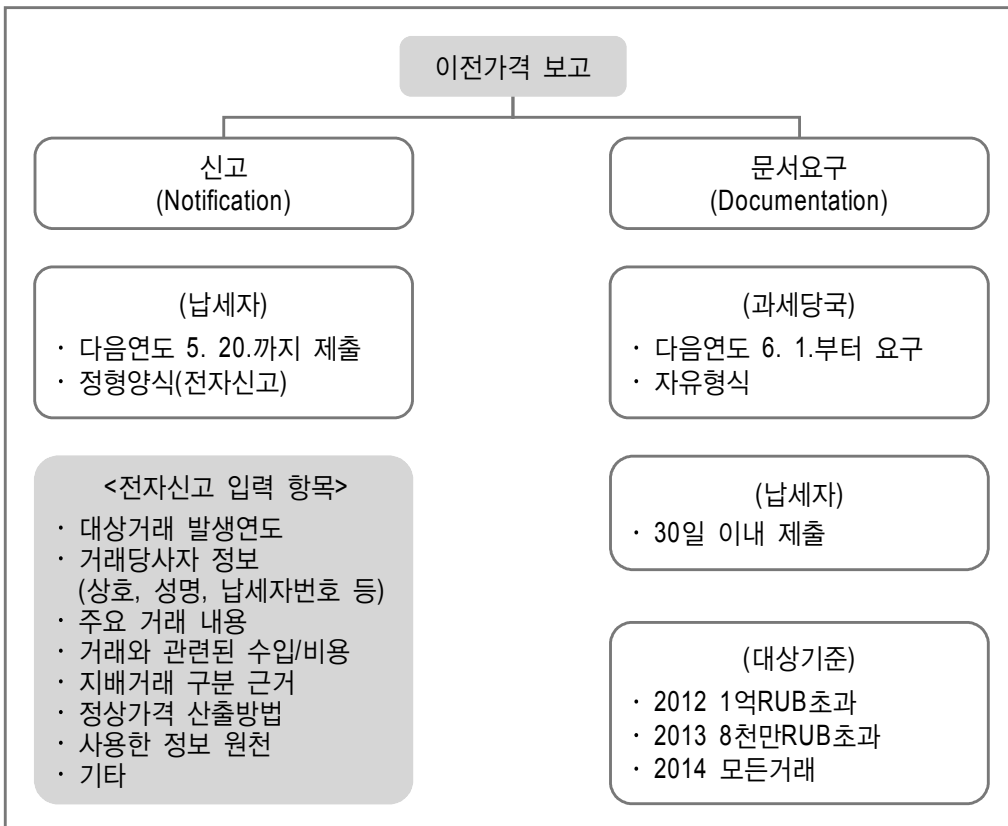 이전가격 보고
신고
(Notification)
(납세자)
· 다음연도 5. 20.까지 제출
· 정형양식(전자신고)
<전자신고 입력 항목>
· 대상거래 발생연도
· 거래당사자 정보
(상호, 성명, 납세자번호 등)
· 주요 거래 내용
· 거래와 관련된 수입/비용
· 지배거래 구분 근거
· 정상가격 산출방법
· 사용한 정보 원천
· 기타
문서요구
(Documentation)
(과세당국)
· 다음연도 6. 1.부터 요구
· 자유형식
(납세자)
· 30일 이내 제출
(대상기준)
· 2012 1억RUB초과
· 2013 8천만RUB초과
· 2014 모든거래